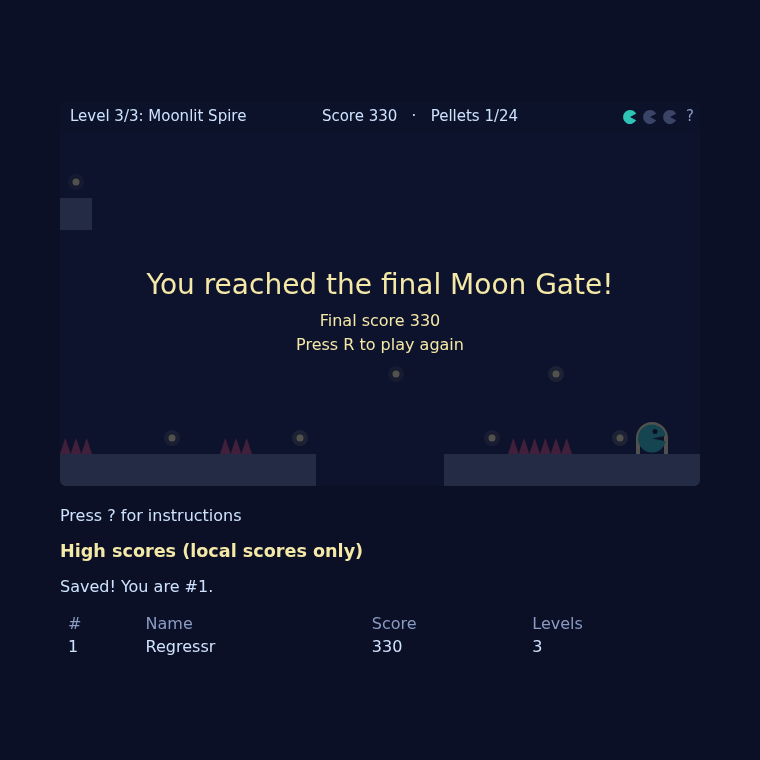 Level 3/3: Moonlit Spire Score 330 · Pellets 1/24 ?
You reached the final Moon Gate!
Final score 330
Press R to play again
Press ? for instructions
High scores (local scores only)
Saved! You are #1.
# Name Score Levels
1 Regressr 330 3